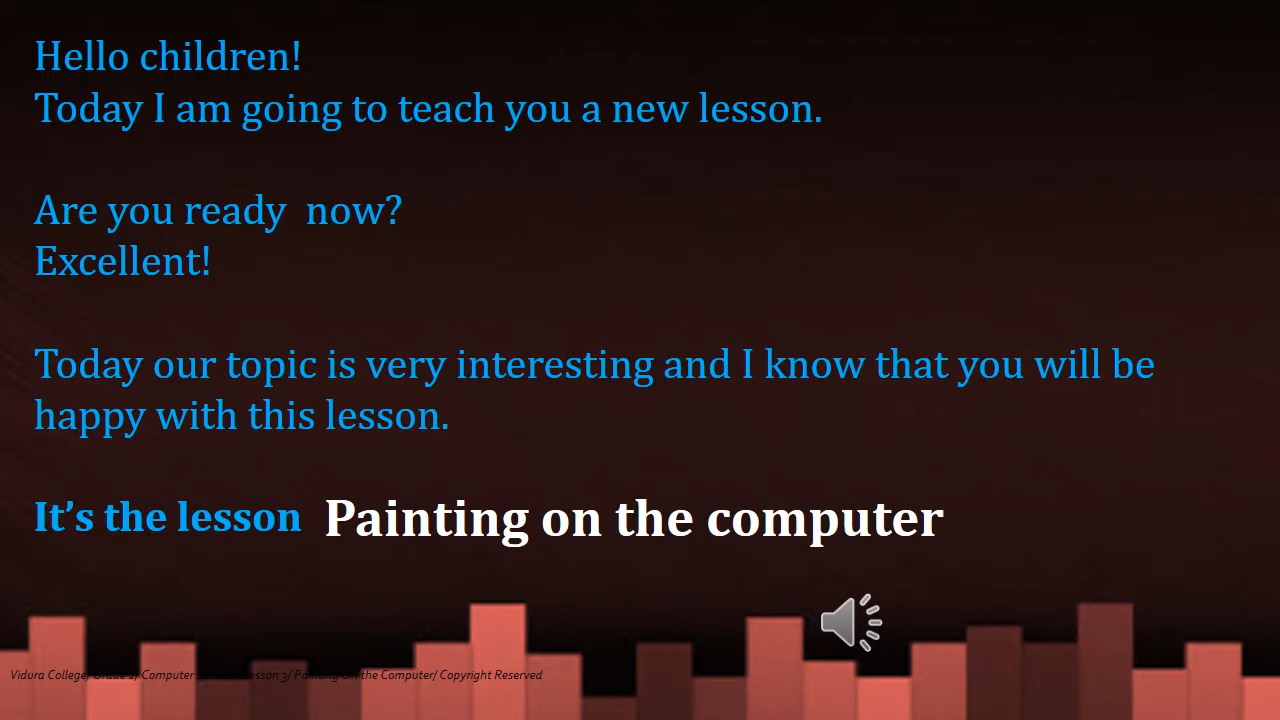 Hello children!
Today I am going to teach you a new lesson.
Are you ready now?
Excellent!
Today our topic is very interesting and I know that you will be
happy with this lesson.
It's the lesson Painting on the computer
Vidura College/ Grade 2/ Computer Lesson 3/ Painting On the Computer/ Copyright Reserved